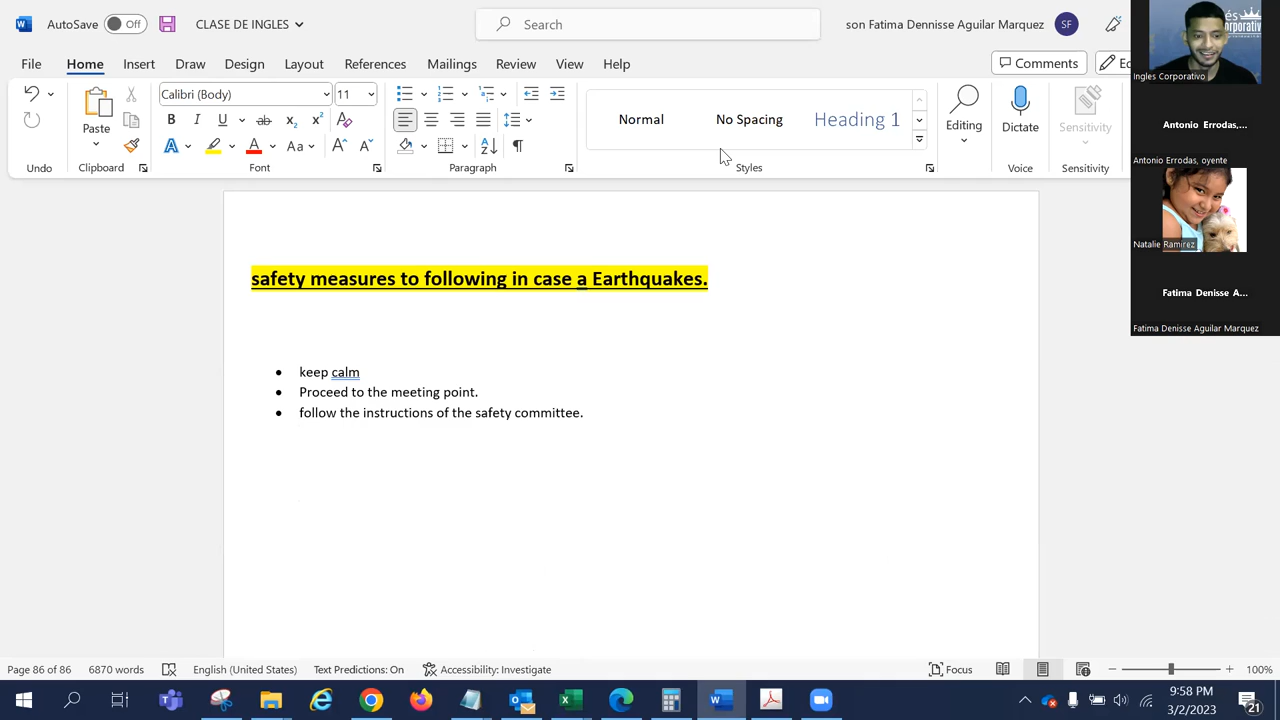 AutoSave Off CLASE DE INGLES Search son Fatima Dennisse Aguilar Marquez SF
File Home Insert Draw Design Layout References Mailings Review View Help Comments
Calibri (Body) 11
Paste
B I U ab x₂ x²
A A Aa A A
Normal No Spacing Heading 1
Editing Dictate Sensitivity
Undo Clipboard Font Paragraph Styles Voice Sensitivity
Ingles Corporativo
Antonio Errodas,...
Antonio Errodas, oyente
Natalie Ramirez
Fatima Denisse A...
Fatima Denisse Aguilar Marquez
safety measures to following in case a Earthquakes.
• keep calm
• Proceed to the meeting point.
• follow the instructions of the safety committee.
Page 86 of 86 6870 words English (United States) Text Predictions: On Accessibility: Investigate Focus 100%
9:58 PM
3/2/2023
21